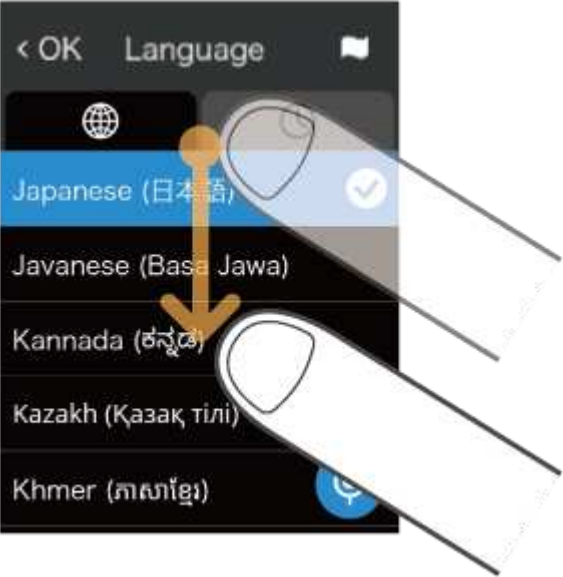 < OK Language
Japanese (日本語)
Javanese (Basa Jawa)
Kannada (ಕನ್ನಡ)
Kazakh (Қазақ тілі)
Khmer (ភាសាខ្មែរ)